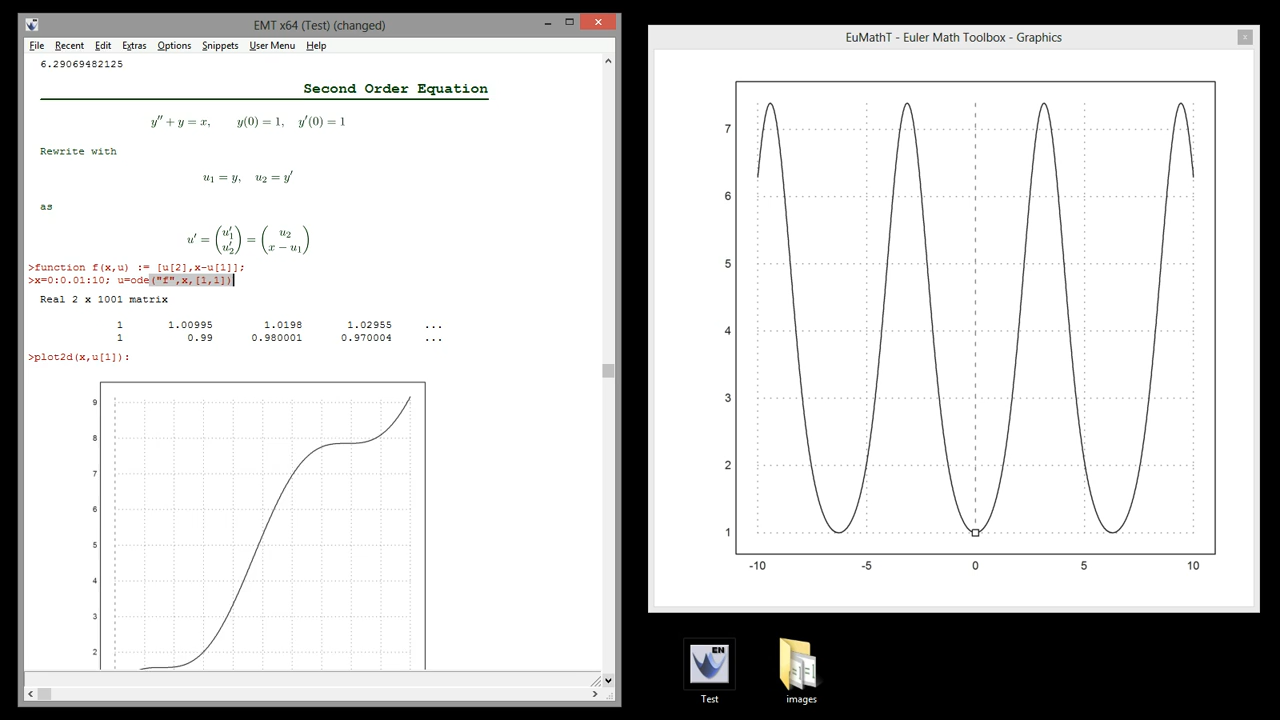 EMT x64 (Test) (changed)
File Recent Edit Extras Options Snippets User Menu Help
6.29069482125
Second Order Equation
y'' + y = x, y(0) = 1, y'(0) = 1
Rewrite with
u₁ = y, u₂ = y'
as
u' = (u₁' u₂') = (u₂ x − u₁)
>function f(x,u) := [u[2],x-u[1]];
>x=0:0.01:10; u=ode("f",x,[1,1])
Real 2 x 1001 matrix
1 1.00995 1.0198 1.02955 ...
1 0.99 0.980001 0.970004 ...
>plot2d(x,u[1]):
9
8
7
6
5
4
3
2
EuMathT - Euler Math Toolbox - Graphics
x
7
6
5
4
3
2
1
-10 -5 0 5 10
EN
Test
images